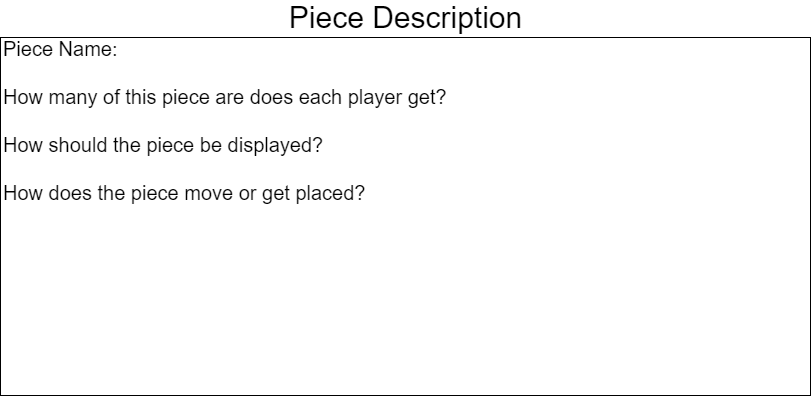 Piece Description
Piece Name:
How many of this piece are does each player get?
How should the piece be displayed?
How does the piece move or get placed?